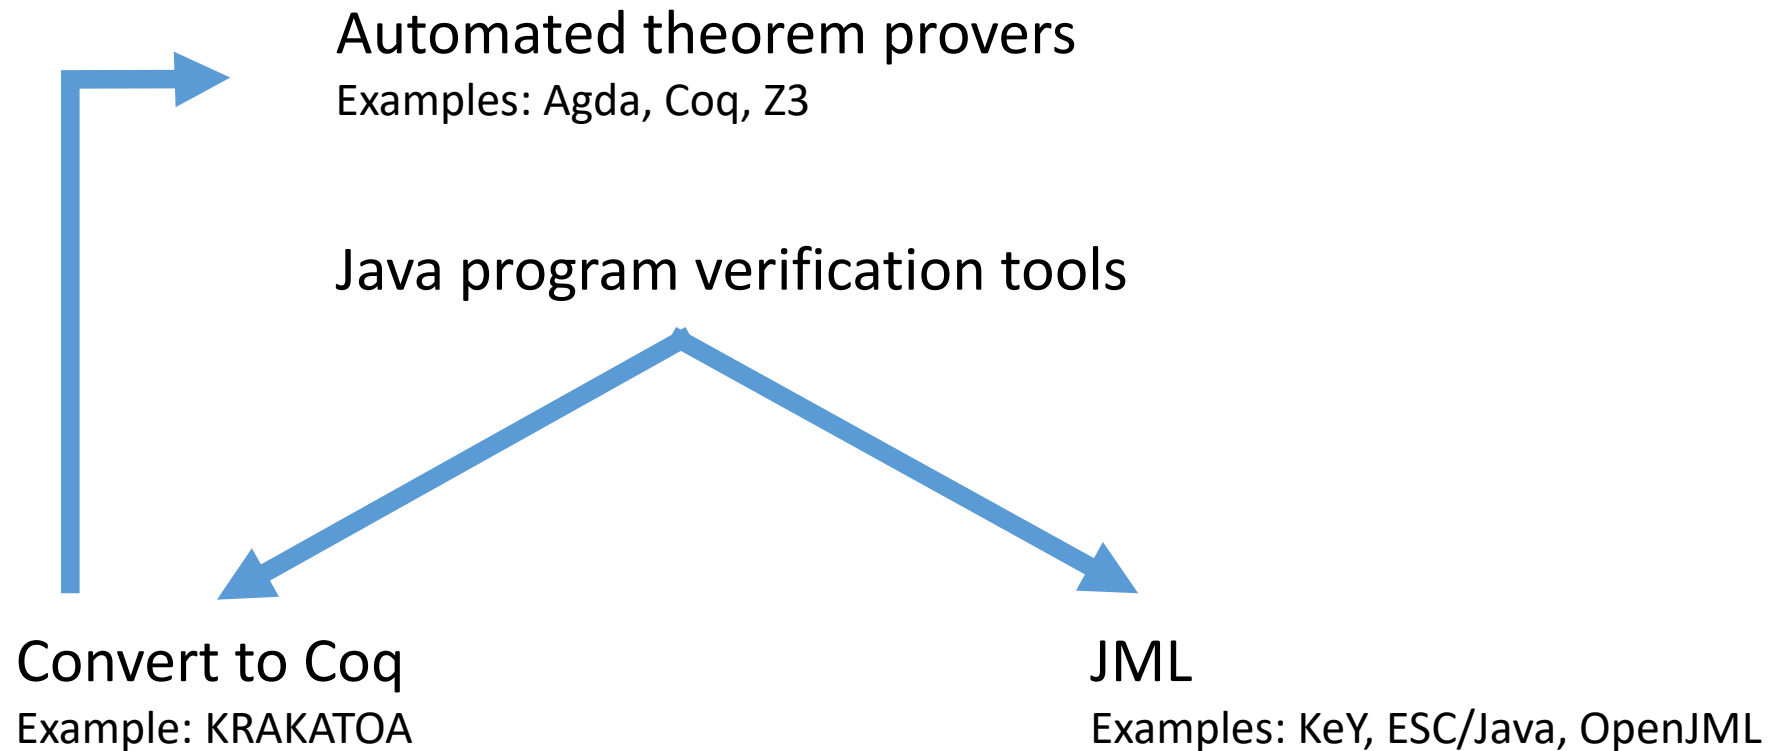 Automated theorem provers
Examples: Agda, Coq, Z3
Java program verification tools
Convert to Coq
Example: KRAKATOA
JML
Examples: KeY, ESC/Java, OpenJML